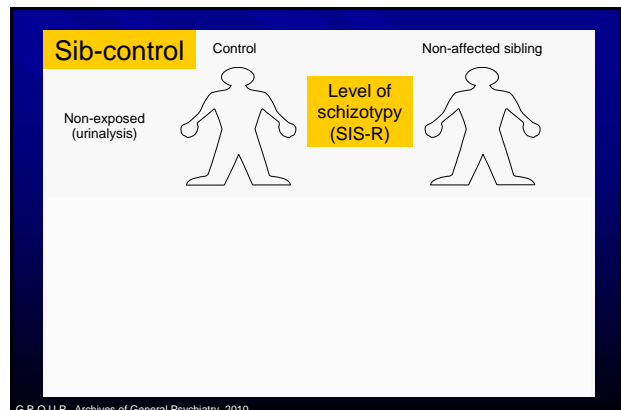 Sib-control
Control
Non-affected sibling
Level of
schizotypy
(SIS-R)
Non-exposed
(urinalysis)
G.R.O.U.P., Archives of General Psychiatry, 2010